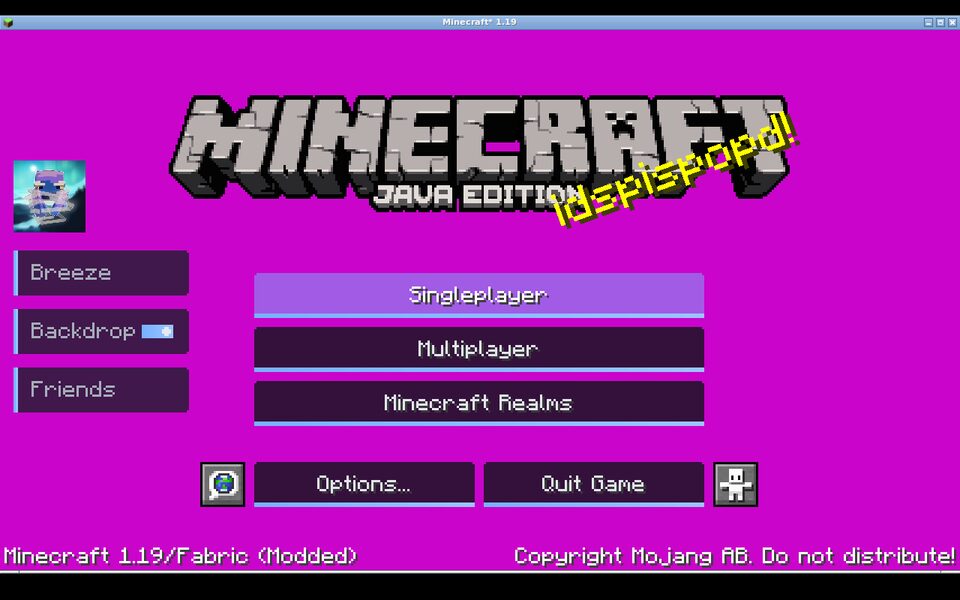 Minecraft* 1.19
MINECRAFT
JAVA EDITION
Idspispopd!
Breeze
Backdrop
Friends
Singleplayer
Multiplayer
Minecraft Realms
Options...
Quit Game
Minecraft 1.19/Fabric (Modded)
Copyright Mojang AB. Do not distribute!